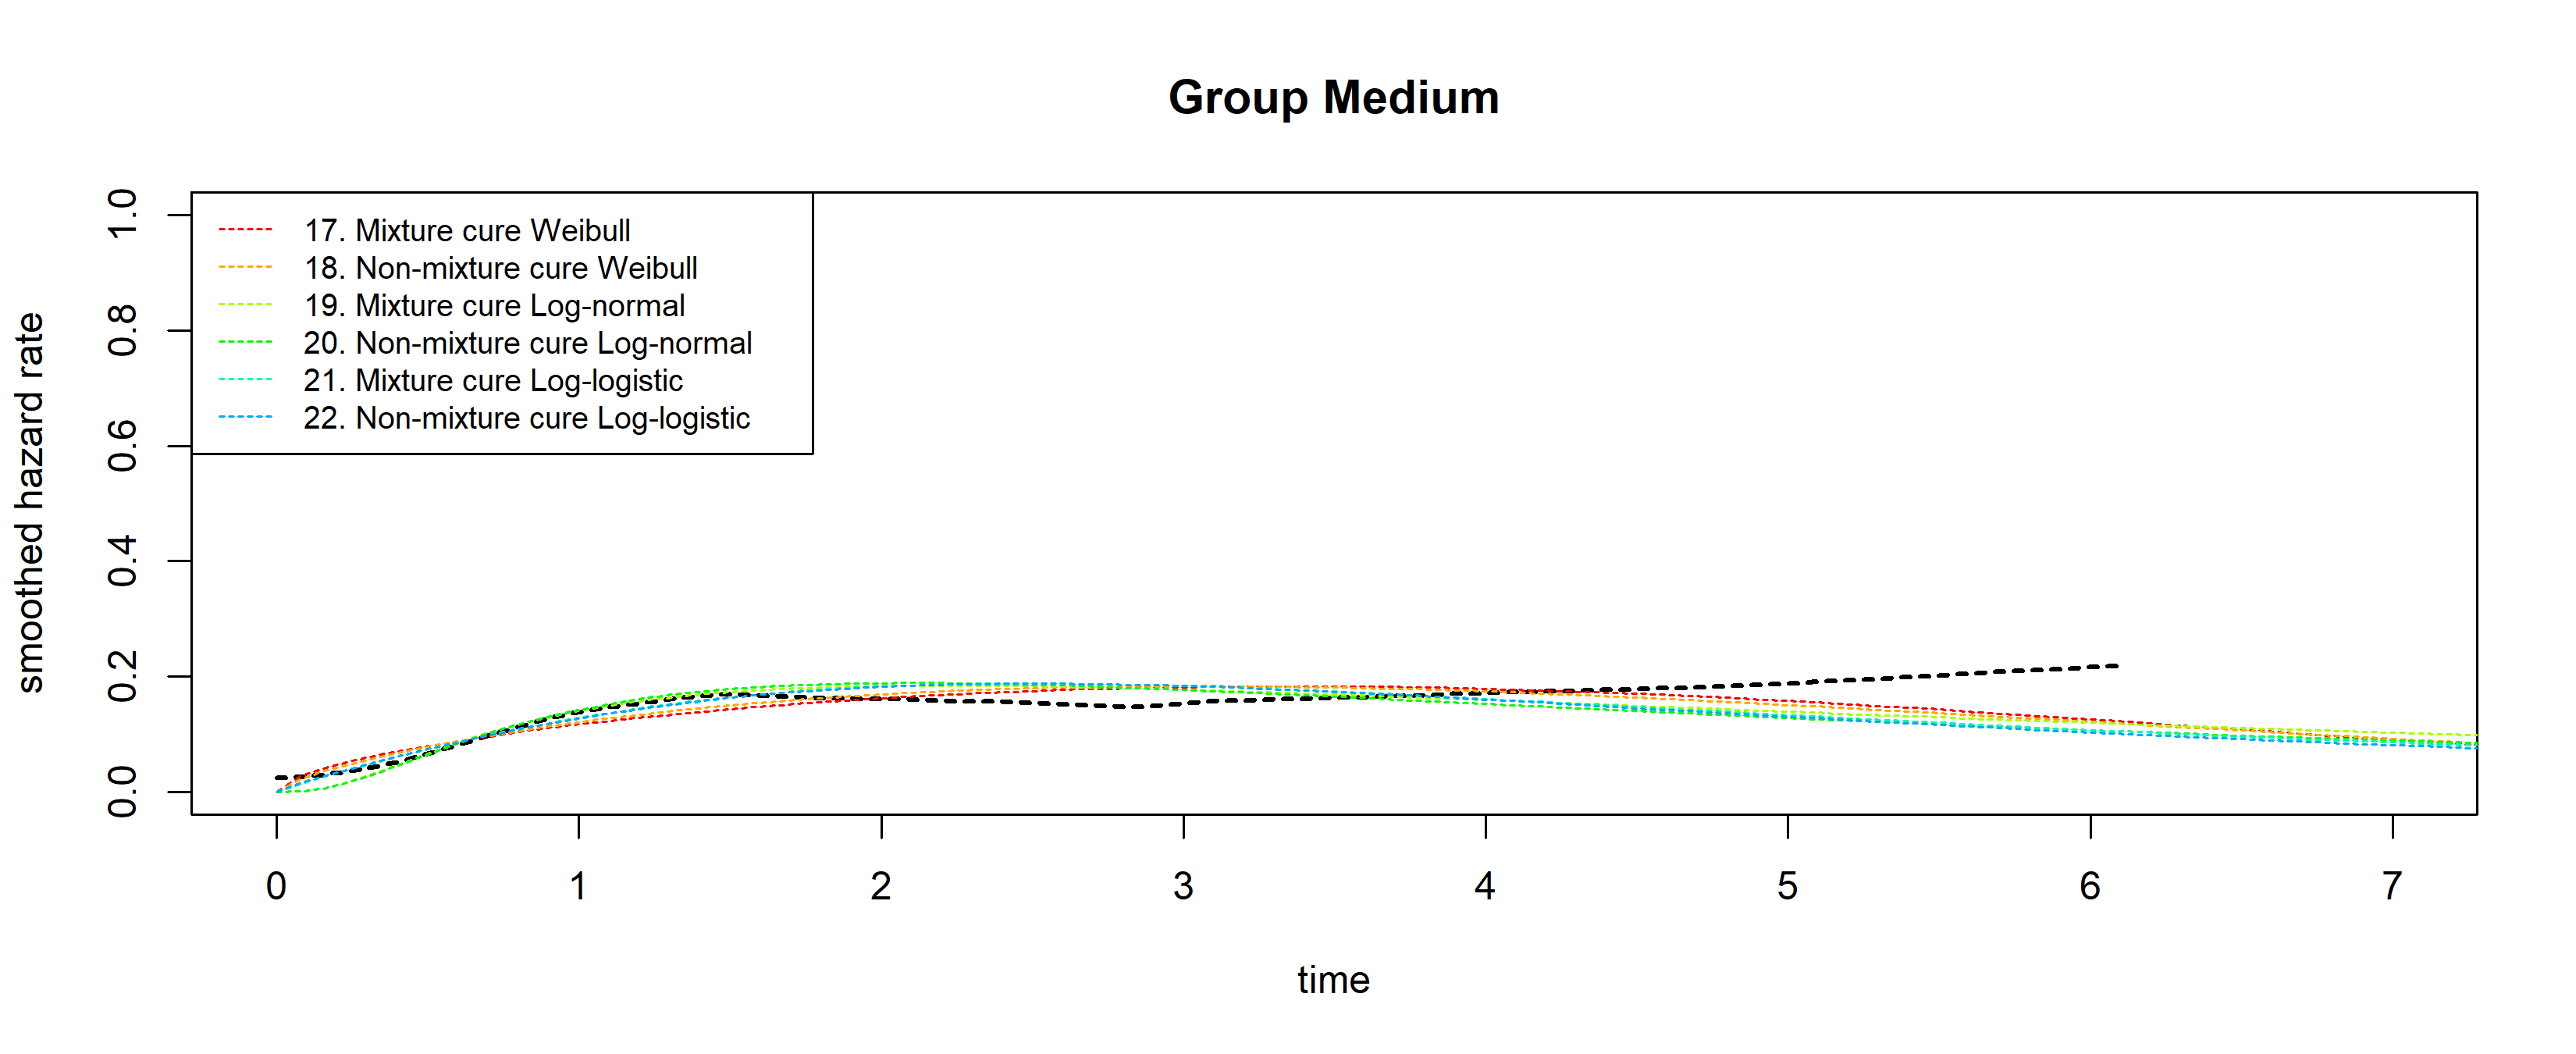 Group Medium
smoothed hazard rate
1.0
0.8
0.6
0.4
0.2
0.0
17. Mixture cure Weibull
18. Non-mixture cure Weibull
19. Mixture cure Log-normal
20. Non-mixture cure Log-normal
21. Mixture cure Log-logistic
22. Non-mixture cure Log-logistic
0 1 2 3 4 5 6 7
time